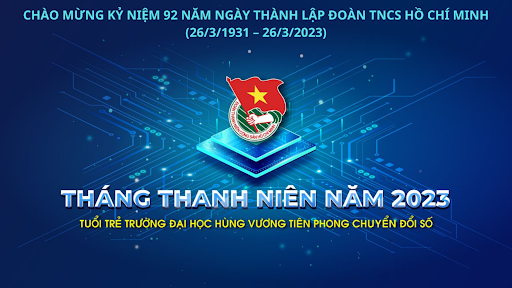 CHÀO MỪNG KỶ NIỆM 92 NĂM NGÀY THÀNH LẬP ĐOÀN TNCS HỒ CHÍ MINH
(26/3/1931 – 26/3/2023)
THÁNG THANH NIÊN NĂM 2023
TUỔI TRẺ TRƯỜNG ĐẠI HỌC HÙNG VƯƠNG TIÊN PHONG CHUYỂN ĐỔI SỐ